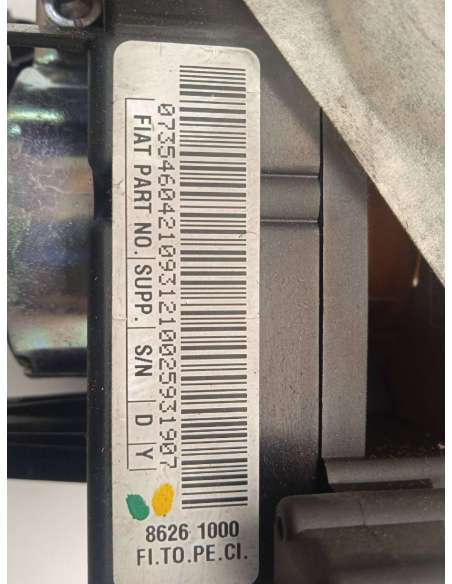 07354604210931210025931907
FIAT PART NO. SUPP. S/N D Y
8626 1000
FI.TO.PE.CI.